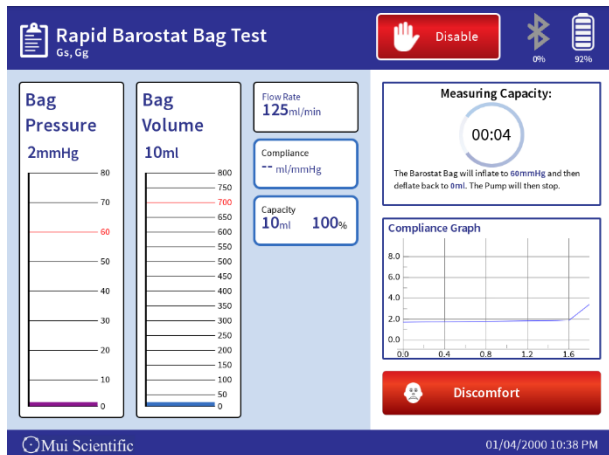 Rapid Barostat Bag Test
Gs, Gg
Disable
0%
92%
Bag
Pressure
2mmHg
80
70
60
50
40
30
20
10
0
Bag
Volume
10ml
800
750
700
650
600
550
500
450
400
350
300
250
200
150
100
50
0
Flow Rate
125ml/min
Compliance
-- ml/mmHg
Capacity
10ml 100%
Measuring Capacity:
00:04
The Barostat Bag will inflate to 60mmHg and then
deflate back to 0ml. The Pump will then stop.
Compliance Graph
8.0
6.0
4.0
2.0
0.0
0.0 0.4 0.8 1.2 1.6
Discomfort
Mui Scientific
01/04/2000 10:38 PM